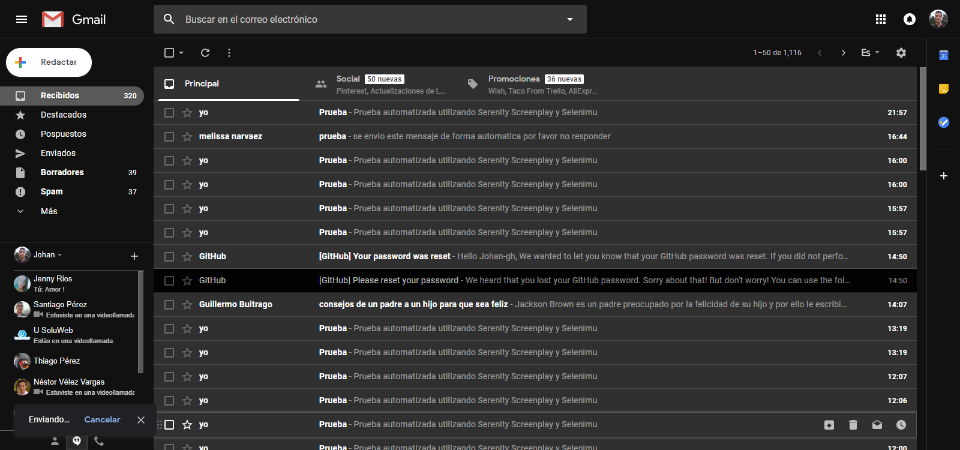 Gmail
Buscar en el correo electrónico
Redactar
1–50 de 1,116
Es
Principal
Social 50 nuevas
Pinterest, Actualizaciones de L...
Promociones 36 nuevas
Wish, Taco From Trello, AliExpr...
Recibidos 320
Destacados
Pospuestos
Enviados
Borradores 39
Spam 37
Más
Johan
Jenny Ríos
Tú: Amor !
Santiago Pérez
Estuviste en una videollamada
U SoluWeb
Estás en una videollamada.
Thiago Pérez
Néstor Vélez Vargas
Estuviste en una videollamada
Enviando... Cancelar
yo Prueba - Prueba automatizada utilizando Serenity Screenplay y Selenimu 21:57
melissa narvaez prueba - se envio este mensaje de forma automatica por favor no responder 16:44
yo Prueba - Prueba automatizada utilizando Serenity Screenplay y Selenimu 16:00
yo Prueba - Prueba automatizada utilizando Serenity Screenplay y Selenimu 16:00
yo Prueba - Prueba automatizada utilizando Serenity Screenplay y Selenimu 15:57
yo Prueba - Prueba automatizada utilizando Serenity Screenplay y Selenimu 15:57
GitHub [GitHub] Your password was reset - Hello Johan-gh, We wanted to let you know that your GitHub password was reset. If you did not perfo... 14:50
GitHub [GitHub] Please reset your password - We heard that you lost your GitHub password. Sorry about that! But don't worry! You can use the fol... 14:50
Guillermo Buitrago consejos de un padre a un hijo para que sea feliz - Jackson Brown es un padre preocupado por la felicidad de su hijo y por ello le escribi... 14:07
yo Prueba - Prueba automatizada utilizando Serenity Screenplay y Selenimu 13:19
yo Prueba - Prueba automatizada utilizando Serenity Screenplay y Selenimu 13:19
yo Prueba - Prueba automatizada utilizando Serenity Screenplay y Selenimu 12:07
yo Prueba - Prueba automatizada utilizando Serenity Screenplay y Selenimu 12:06
yo Prueba - Prueba automatizada utilizando Serenity Screenplay y Selenimu
yo Prueba - Prueba automatizada utilizando Serenity Screenplay y Selenimu 12:00